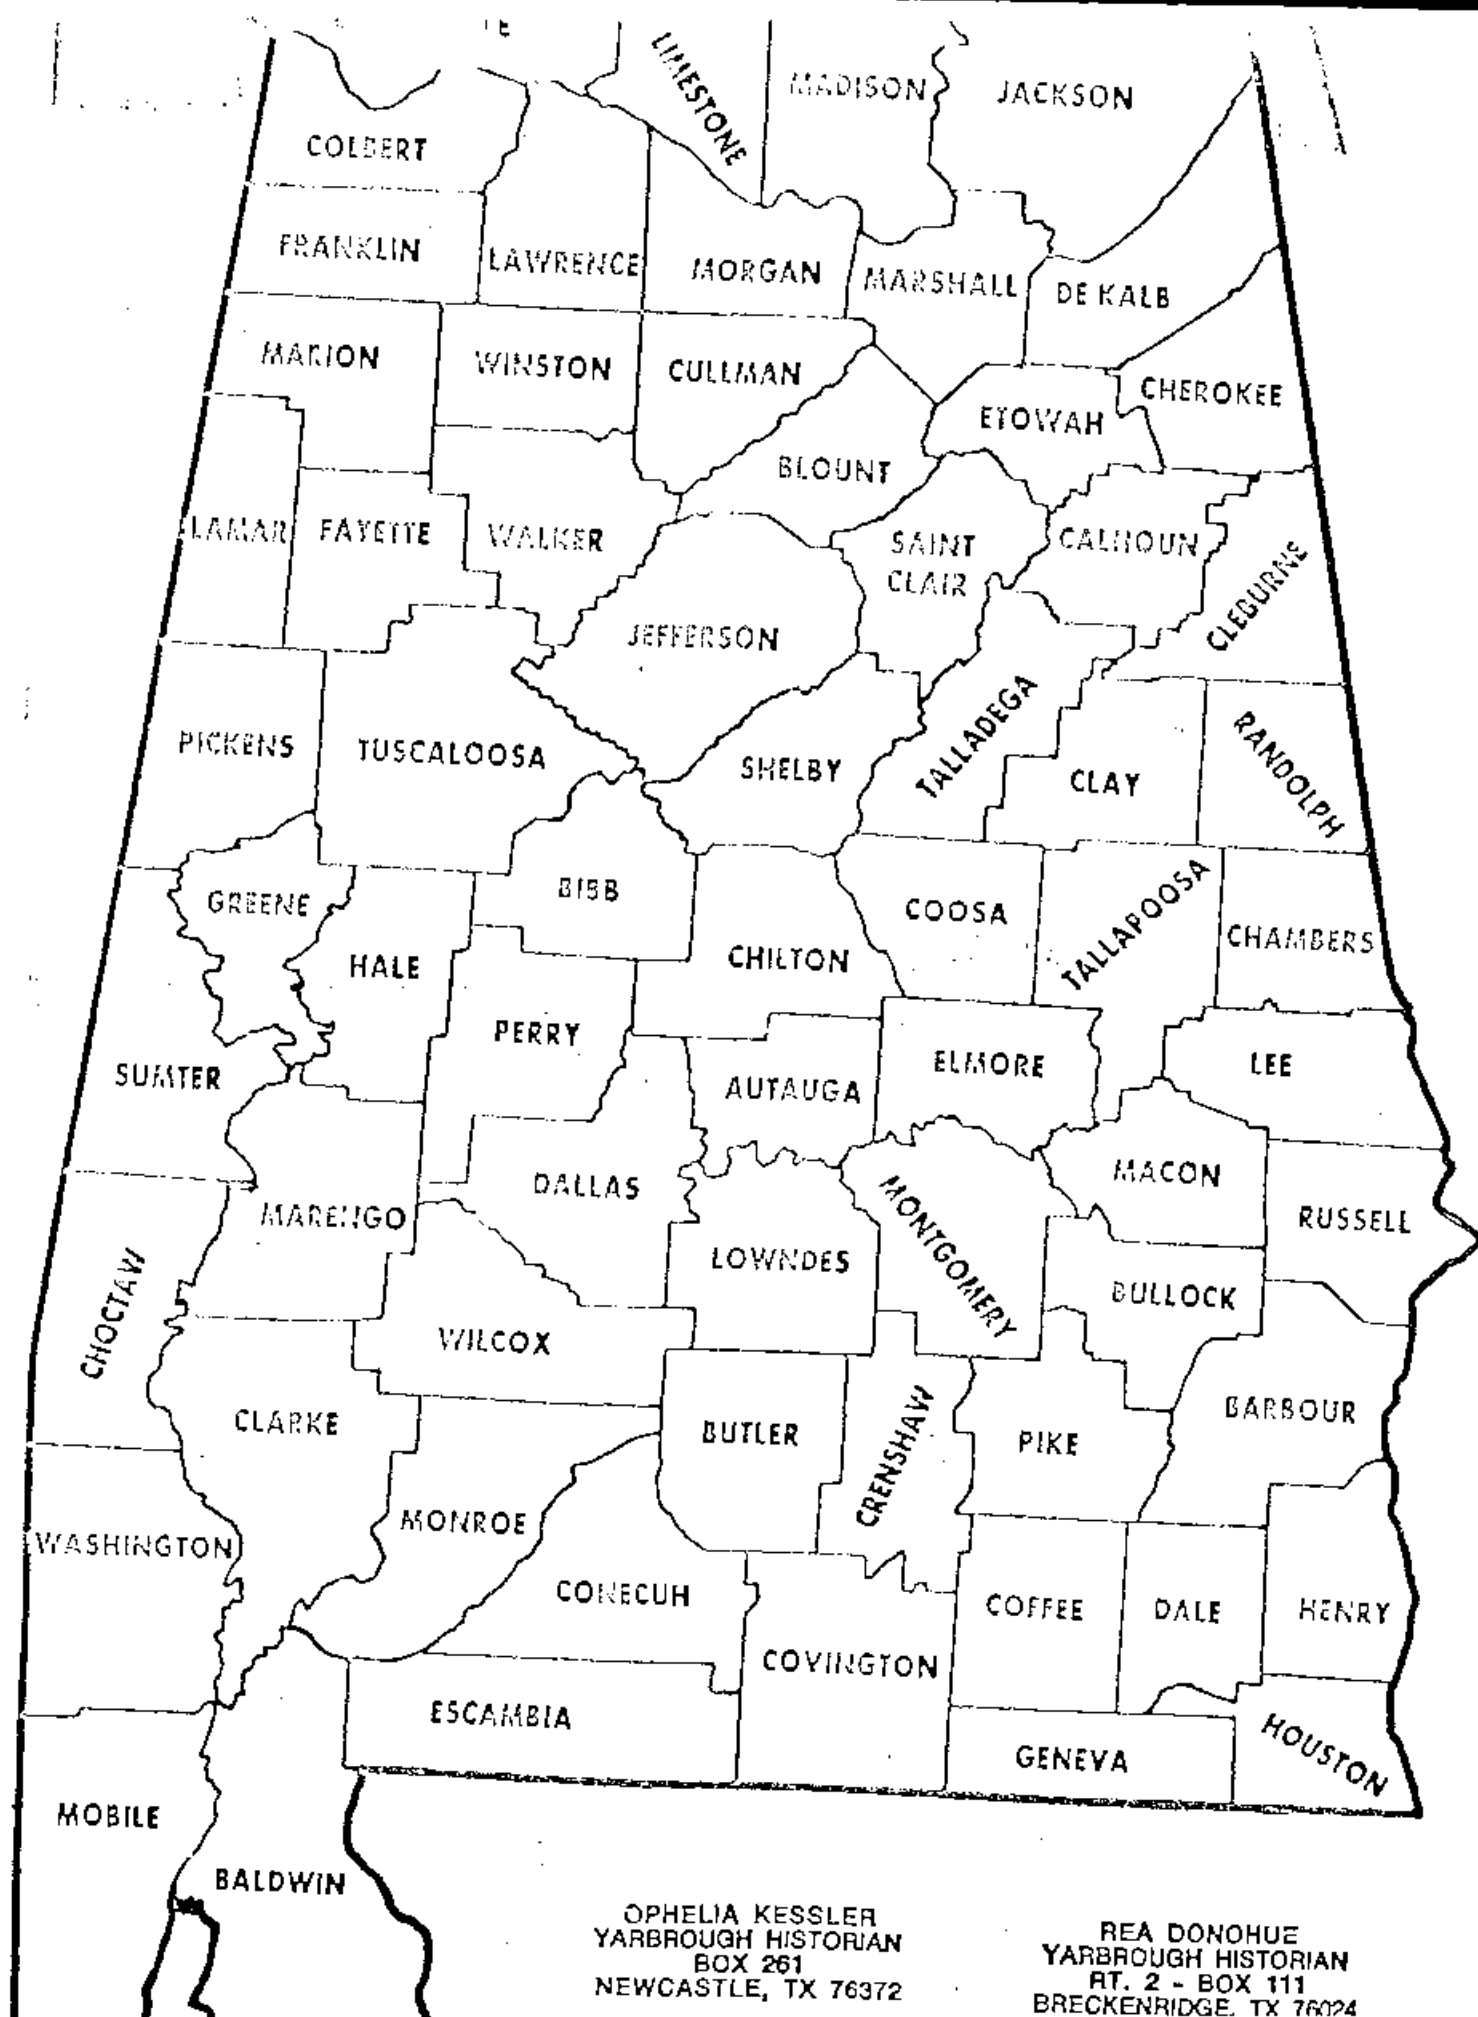 LIMESTONE
MADISON
JACKSON
COLBERT
FRANKLIN
LAWRENCE
MORGAN
MARSHALL
DE KALB
MARION
WINSTON
CULLMAN
CHEROKEE
ETOWAH
BLOUNT
LAMAR
FAYETTE
WALKER
SAINT
CLAIR
CALHOUN
CLEBURNE
JEFFERSON
PICKENS
TUSCALOOSA
SHELBY
TALLADEGA
CLAY
RANDOLPH
GREENE
BIBB
COOSA
TALLAPOOSA
CHAMBERS
HALE
CHILTON
PERRY
SUMTER
AUTAUGA
ELMORE
LEE
DALLAS
MACON
MARENGO
LOWNDES
MONTGOMERY
RUSSELL
CHOCTAW
BULLOCK
WILCOX
CLARKE
BUTLER
CRENSHAW
PIKE
BARBOUR
WASHINGTON
MONROE
CONECUH
COFFEE
DALE
HENRY
COVINGTON
ESCAMBIA
GENEVA
HOUSTON
MOBILE
BALDWIN
OPHELIA KESSLER
YARBROUGH HISTORIAN
BOX 261
NEWCASTLE, TX 76372
REA DONOHUE
YARBROUGH HISTORIAN
RT. 2 - BOX 111
BRECKENRIDGE, TX 76024